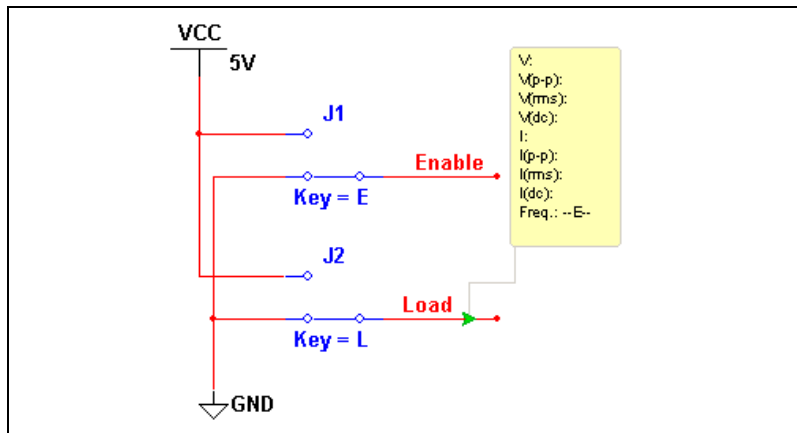 VCC
5V
J1
Enable
Key = E
J2
Load
Key = L
GND
V:
V(p-p):
V(rms):
V(dc):
I:
I(p-p):
I(rms):
I(dc):
Freq.: --E--